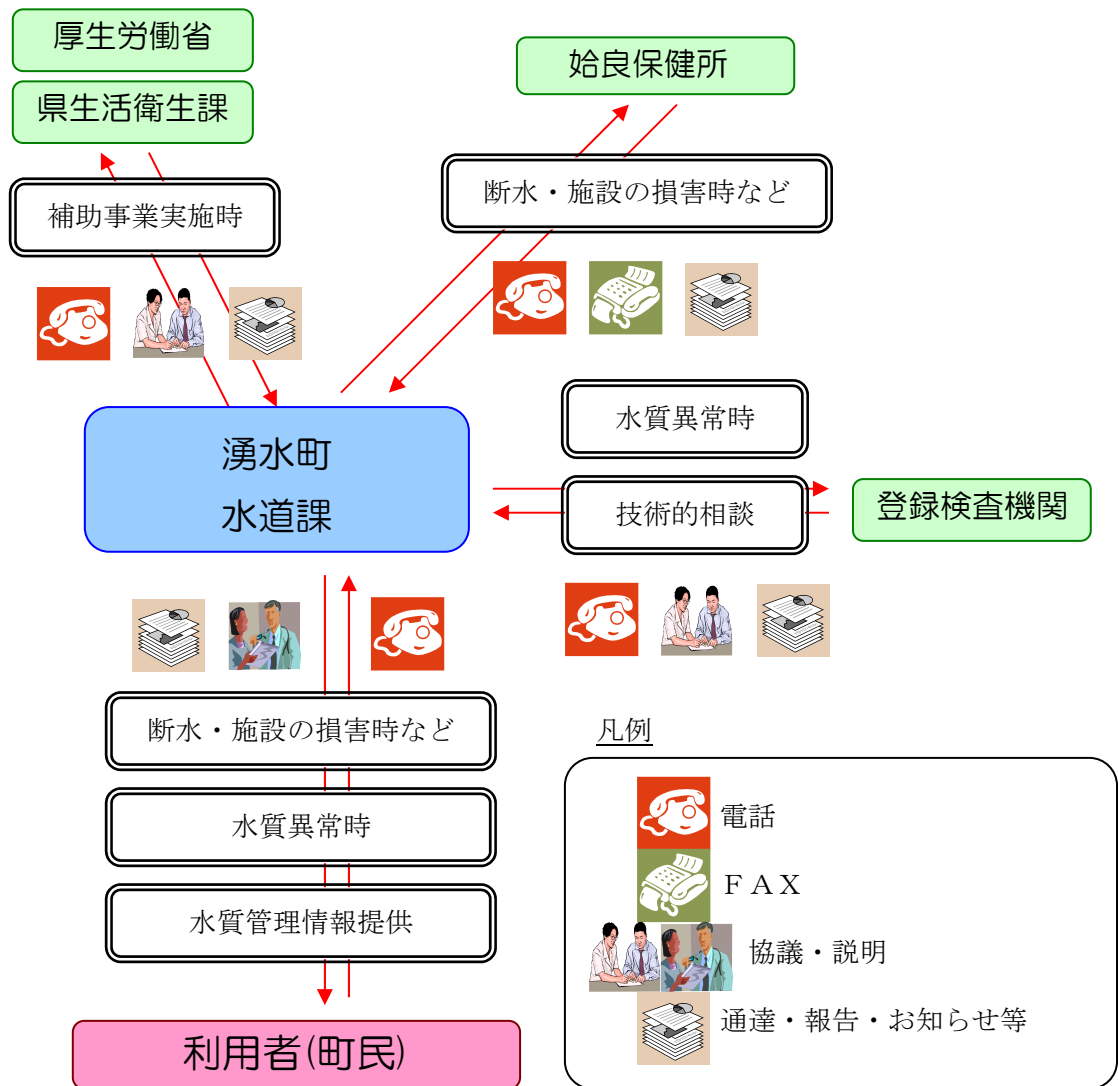 厚生労働省
県生活衛生課
姶良保健所
補助事業実施時
断水・施設の損害時など
湧水町
水道課
水質異常時
技術的相談
登録検査機関
断水・施設の損害時など
水質異常時
水質管理情報提供
利用者(町民)
凡例
電話
ＦＡＸ
協議・説明
通達・報告・お知らせ等